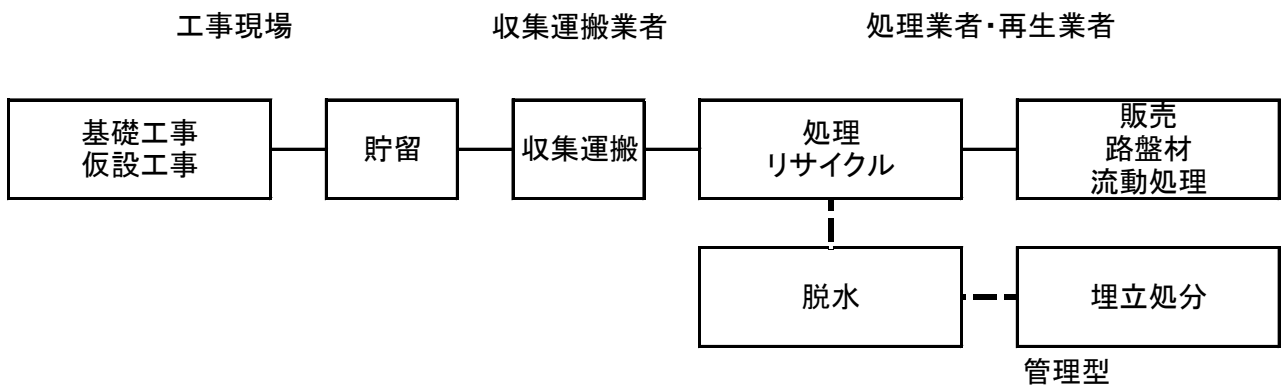 工事現場
収集運搬業者
処理業者・再生業者
基礎工事
仮設工事
貯留
収集運搬
処理
リサイクル
販売
路盤材
流動処理
脱水
埋立処分
管理型